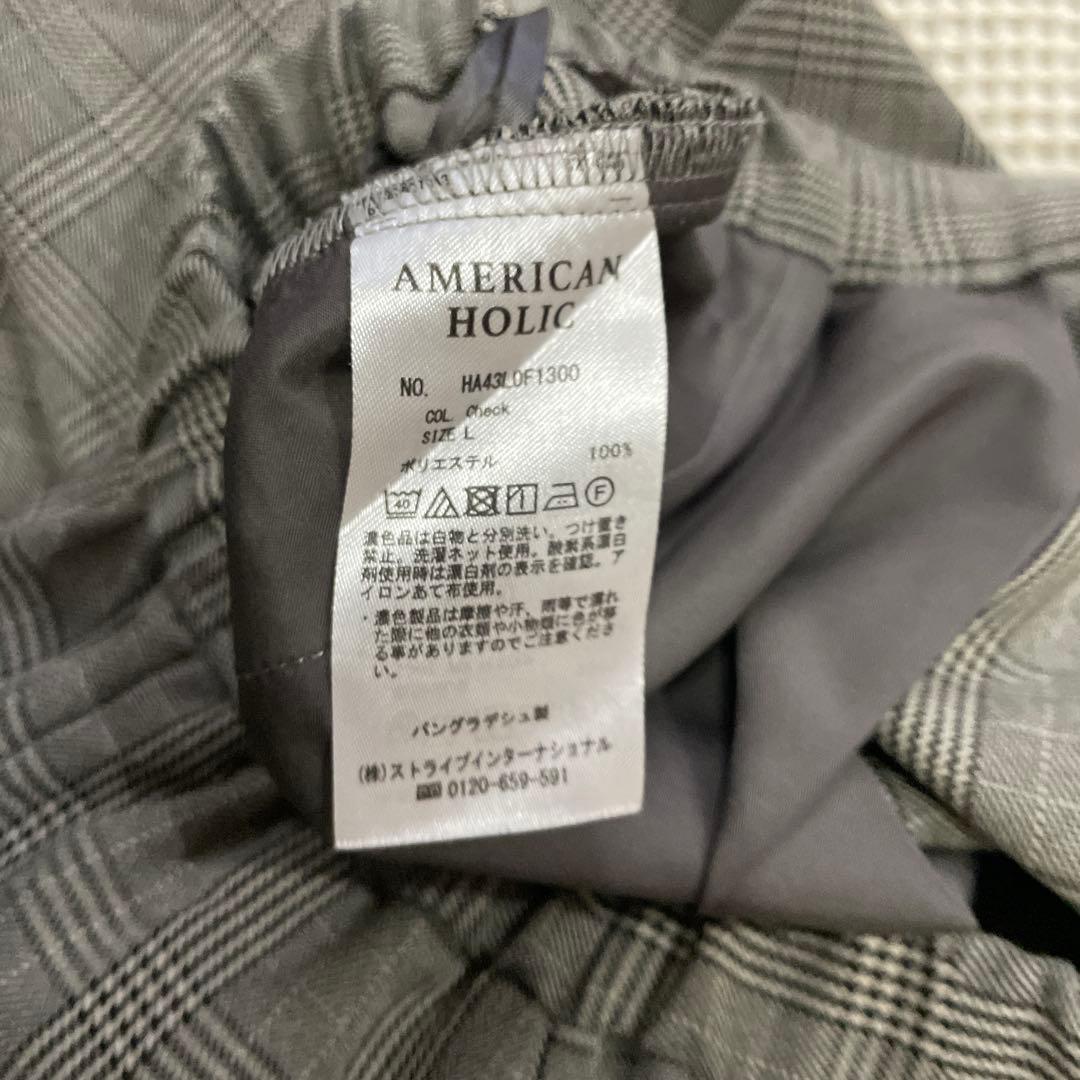 AMERICAN
HOLIC
NO. HA43L0F1300
COL. Check
SIZE L
ポリエステル 100%
40
F
濃色品は白物と分別洗い。つけ置き
禁止。洗濯ネット使用。酸素系漂白
剤使用時は漂白剤の表示を確認。ア
イロンあて布使用。
・濃色製品は摩擦や汗、雨等で濡れ
た際に他の衣類や小物類に色が移
る事がありますのでご注意くださ
い。
バングラデシュ製
(株)ストライプインターナショナル
0120-659-591